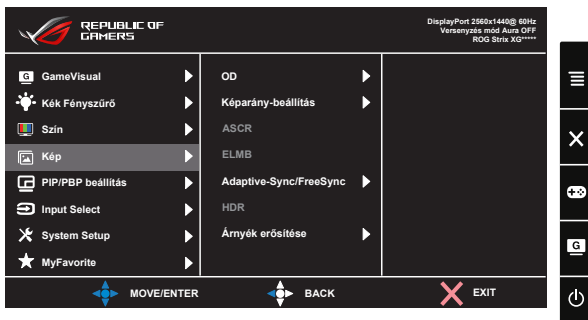 REPUBLIC OF
GAMERS
DisplayPort 2560x1440@ 60Hz
Versenyzés mód Aura OFF
ROG Strix XG*****
G GameVisual
Kék Fényszűrő
Szín
Kép
PIP/PBP beállítás
Input Select
System Setup
MyFavorite
OD
Képarány-beállítás
ASCR
ELMB
Adaptive-Sync/FreeSync
HDR
Árnyék erősítése
MOVE/ENTER
BACK
EXIT
G